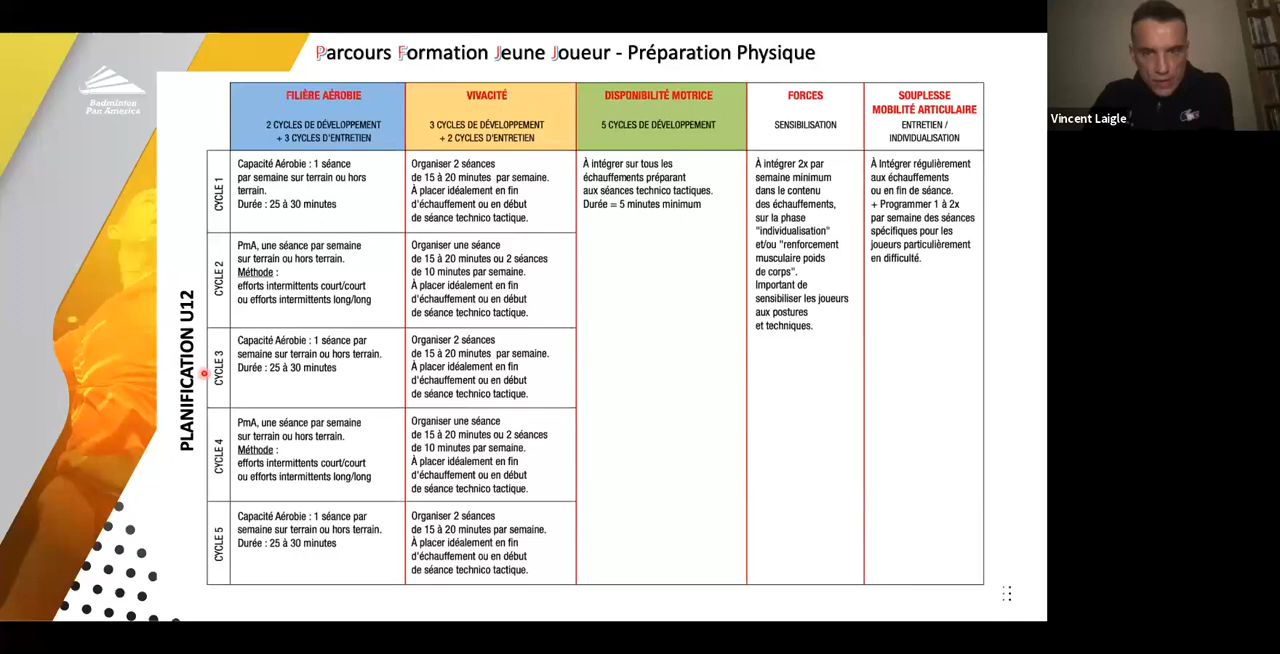 Parcours Formation Jeune Joueur - Préparation Physique
Badminton
Pan America
Vincent Laigle
FILIÈRE AÉROBIE
2 CYCLES DE DÉVELOPPEMENT
+ 3 CYCLES D'ENTRETIEN
VIVACITÉ
3 CYCLES DE DÉVELOPPEMENT
+ 2 CYCLES D'ENTRETIEN
DISPONIBILITÉ MOTRICE
5 CYCLES DE DÉVELOPPEMENT
FORCES
SENSIBILISATION
SOUPLESSE
MOBILITÉ ARTICULAIRE
ENTRETIEN /
INDIVIDUALISATION
PLANIFICATION U12
CYCLE 1
Capacité Aérobie : 1 séance
par semaine sur terrain ou hors
terrain.
Durée : 25 à 30 minutes
Organiser 2 séances
de 15 à 20 minutes par semaine.
À placer idéalement en fin
d'échauffement ou en début
de séance technico tactique.
À intégrer sur tous les
échauffements préparant
aux séances technico tactiques.
Durée = 5 minutes minimum
À intégrer 2x par
semaine minimum
dans le contenu
des échauffements,
sur la phase
"individualisation"
et/ou "renforcement
musculaire poids
de corps".
Important de
sensibiliser les joueurs
aux postures
et techniques.
À Intégrer régulièrement
aux échauffements
ou en fin de séance.
+ Programmer 1 à 2x
par semaine des séances
spécifiques pour les
joueurs particulièrement
en difficulté.
CYCLE 2
PmA, une séance par semaine
sur terrain ou hors terrain.
Méthode :
efforts intermittents court/court
ou efforts intermittents long/long
Organiser une séance
de 15 à 20 minutes ou 2 séances
de 10 minutes par semaine.
À placer idéalement en fin
d'échauffement ou en début
de séance technico tactique.
CYCLE 3
Capacité Aérobie : 1 séance par
semaine sur terrain ou hors terrain.
Durée : 25 à 30 minutes
Organiser 2 séances
de 15 à 20 minutes par semaine.
À placer idéalement en fin
d'échauffement ou en début
de séance technico tactique.
CYCLE 4
PmA, une séance par semaine
sur terrain ou hors terrain.
Méthode :
efforts intermittents court/court
ou efforts intermittents long/long
Organiser une séance
de 15 à 20 minutes ou 2 séances
de 10 minutes par semaine.
À placer idéalement en fin
d'échauffement ou en début
de séance technico tactique.
CYCLE 5
Capacité Aérobie : 1 séance par
semaine sur terrain ou hors terrain.
Durée : 25 à 30 minutes
Organiser 2 séances
de 15 à 20 minutes par semaine.
À placer idéalement en fin
d'échauffement ou en début
de séance technico tactique.